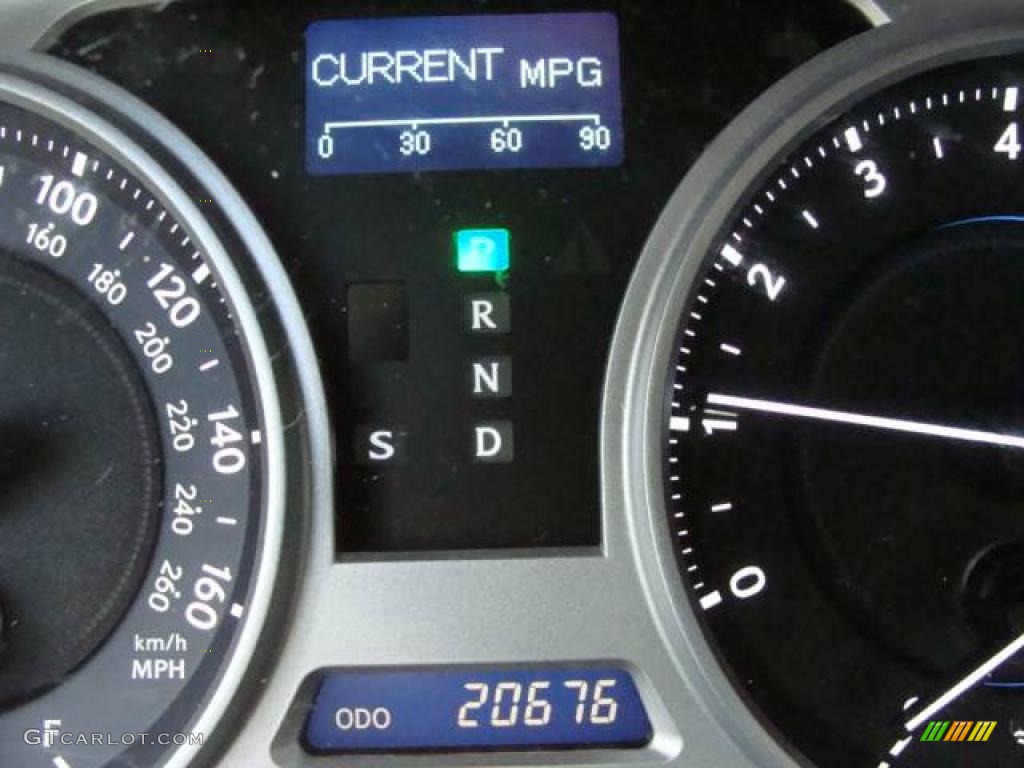 CURRENT MPG
0 30 60 90
P
R
N
S D
100
120
140
160
160
180
200
220
240
260
km/h
MPH
F
4
3
2
1
0
ODO 20676
GTCARLOT.COM